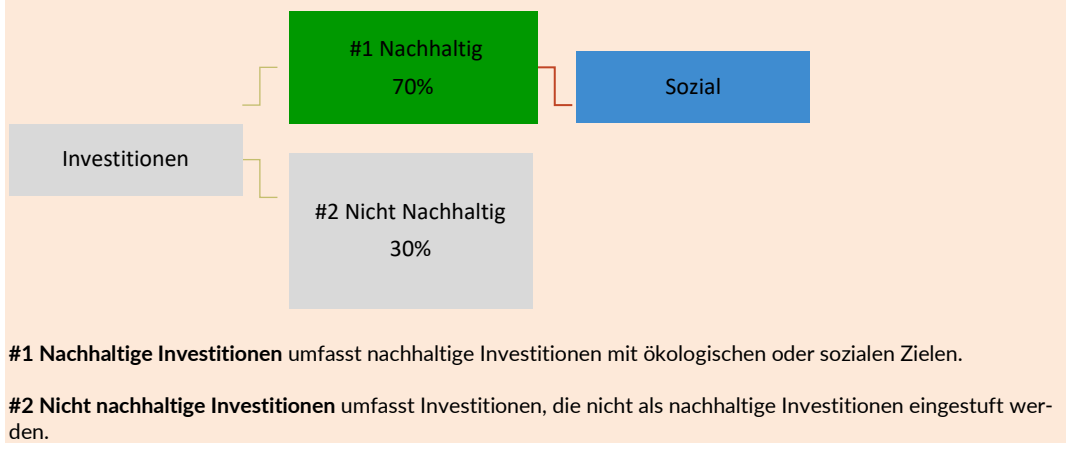 #1 Nachhaltig
70%
Sozial
Investitionen
#2 Nicht Nachhaltig
30%
#1 Nachhaltige Investitionen umfasst nachhaltige Investitionen mit ökologischen oder sozialen Zielen.
#2 Nicht nachhaltige Investitionen umfasst Investitionen, die nicht als nachhaltige Investitionen eingestuft wer-
den.